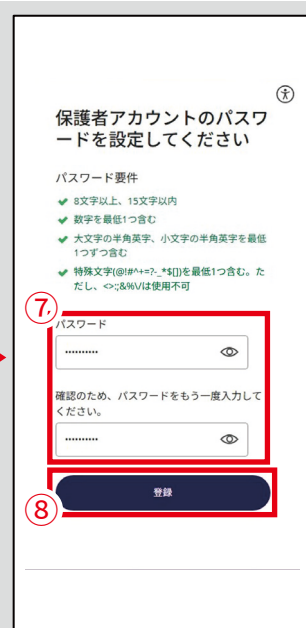 保護者アカウントのパスワ
ードを設定してください
パスワード要件
8文字以上、15文字以内
数字を最低1つ含む
大文字の半角英字、小文字の半角英字を最低
1つずつ含む
特殊文字(@!#^+=?-_*$[])を最低1つ含む。た
だし、<>:;&%\/は使用不可
⑦
パスワード
··········
確認のため、パスワードをもう一度入力して
ください。
··········
⑧
登録